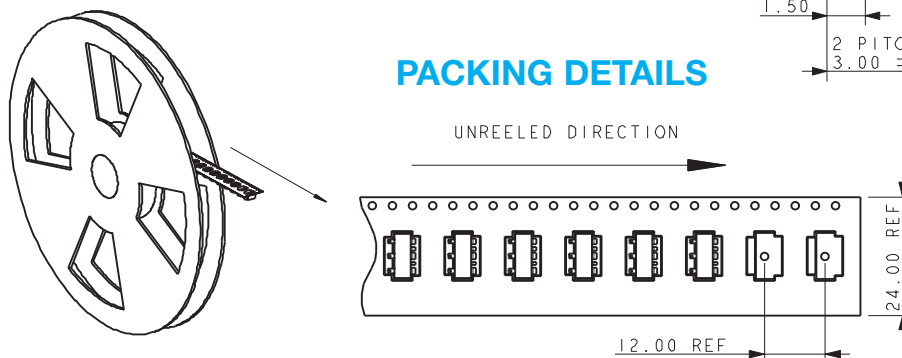 1.50
2 PITC
3.00 =
PACKING DETAILS
UNREELED DIRECTION
24.00 REF
12.00 REF